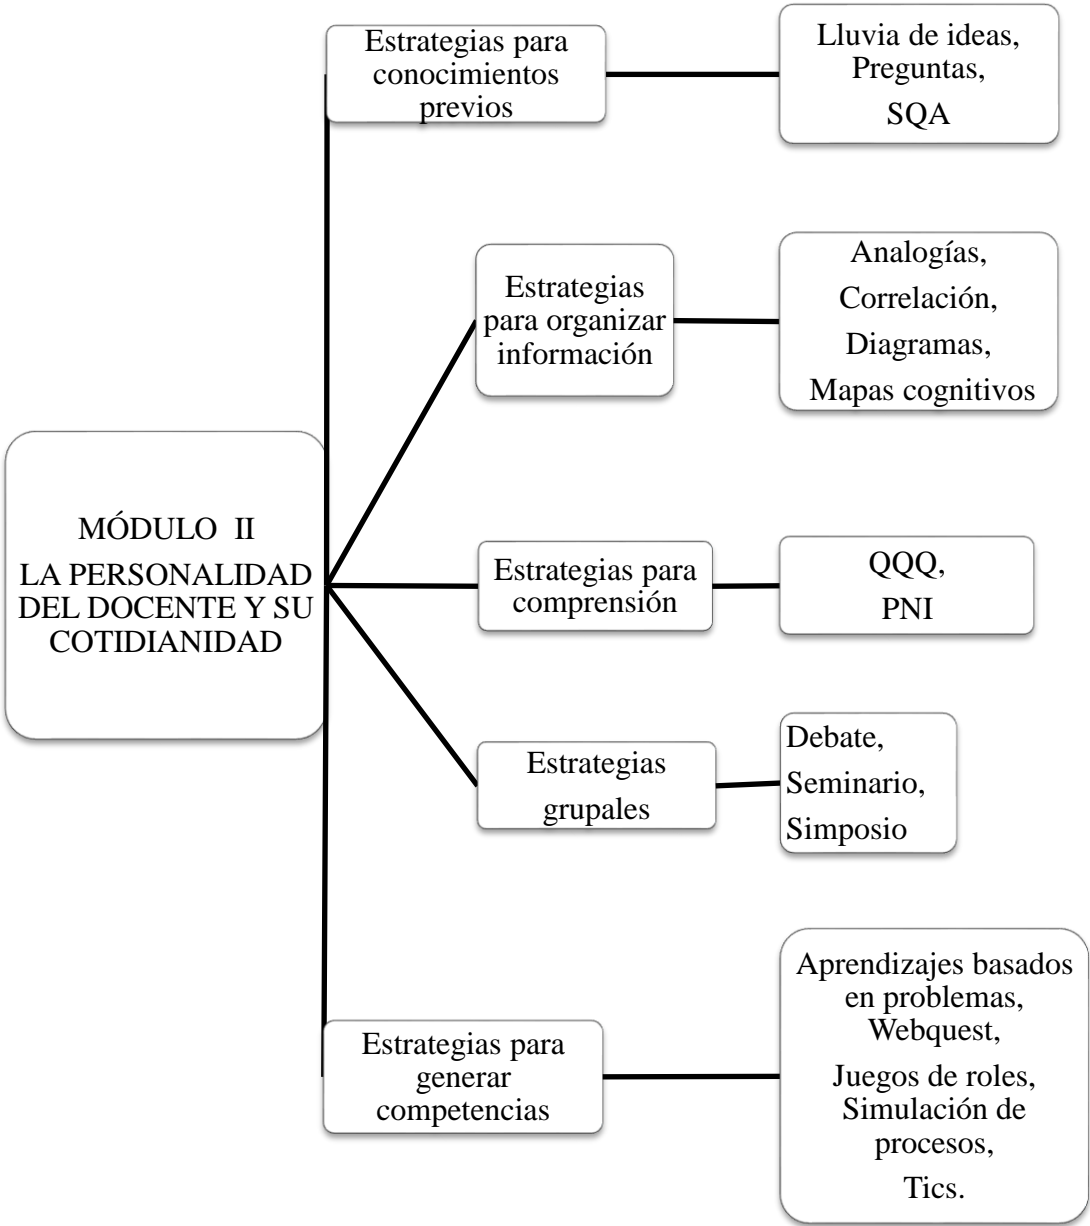 Estrategias para
conocimientos
previos
Lluvia de ideas,
Preguntas,
SQA
Estrategias
para organizar
información
Analogías,
Correlación,
Diagramas,
Mapas cognitivos
MÓDULO II
LA PERSONALIDAD
DEL DOCENTE Y SU
COTIDIANIDAD
Estrategias para
comprensión
QQQ,
PNI
Estrategias
grupales
Debate,
Seminario,
Simposio
Estrategias para
generar
competencias
Aprendizajes basados
en problemas,
Webquest,
Juegos de roles,
Simulación de
procesos,
Tics.